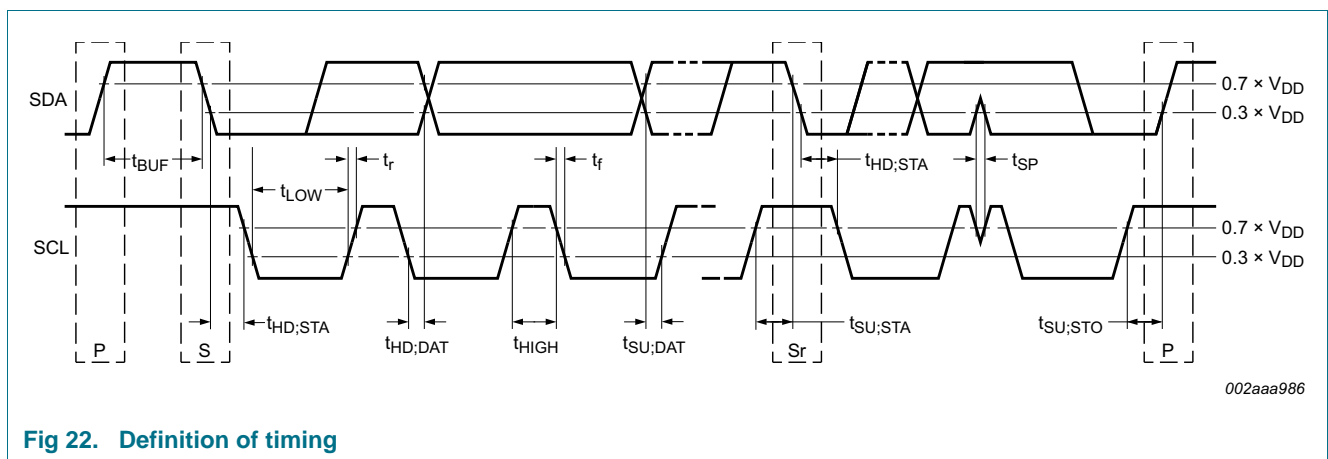 SDA
0.7 × VDD
0.3 × VDD
tBUF
tLOW
tr
tf
tHD;STA
tSP
SCL
0.7 × VDD
0.3 × VDD
tHD;STA
tHD;DAT
tHIGH
tSU;DAT
tSU;STA
tSU;STO
P
S
Sr
P
002aaa986
Fig 22. Definition of timing